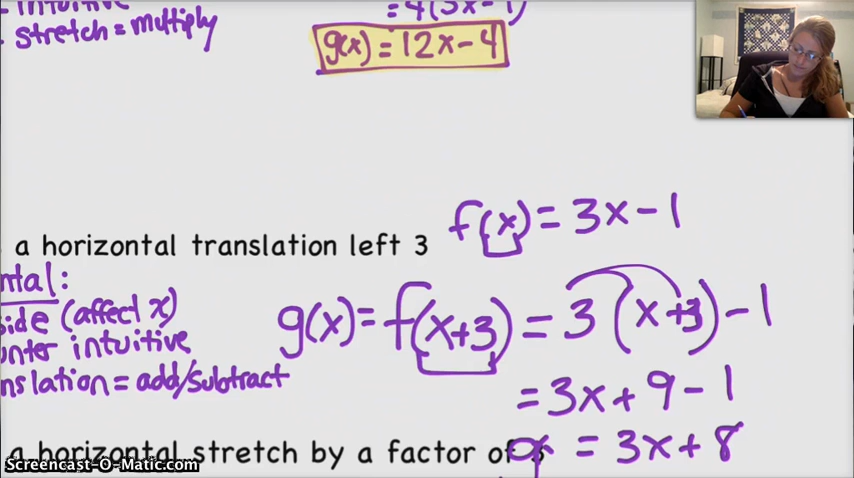 = 4(3x-1)
- intuitive
- stretch = multiply
g(x) = 12x - 4
f(x) = 3x - 1
a horizontal translation left 3
ntal:
side (affect x)
unter intuitive
nslation = add/subtract
g(x) = f(x+3) = 3(x+3) - 1
= 3x + 9 - 1
= 3x + 8
a horizontal stretch by a factor of
Screencast-O-Matic.com